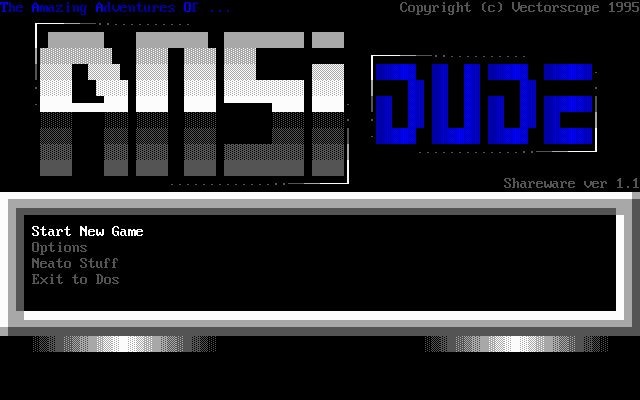 The Amazing Adventures Of ...
Copyright (c) Vectorscope 1995
ANSi
DUDE
Shareware ver 1.1
Start New Game
Options
Neato Stuff
Exit to Dos